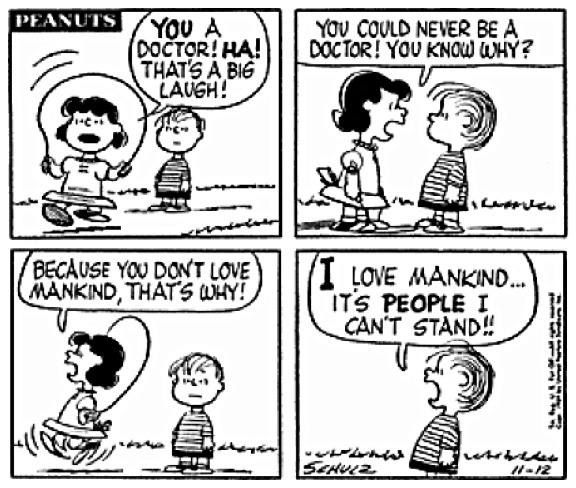 PEANUTS
YOU A
DOCTOR! HA!
THAT'S A BIG
LAUGH!
YOU COULD NEVER BE A
DOCTOR! YOU KNOW WHY?
BECAUSE YOU DON'T LOVE
MANKIND, THAT'S WHY!
I LOVE MANKIND...
IT'S PEOPLE I
CAN'T STAND!!
SCHULZ
11-12